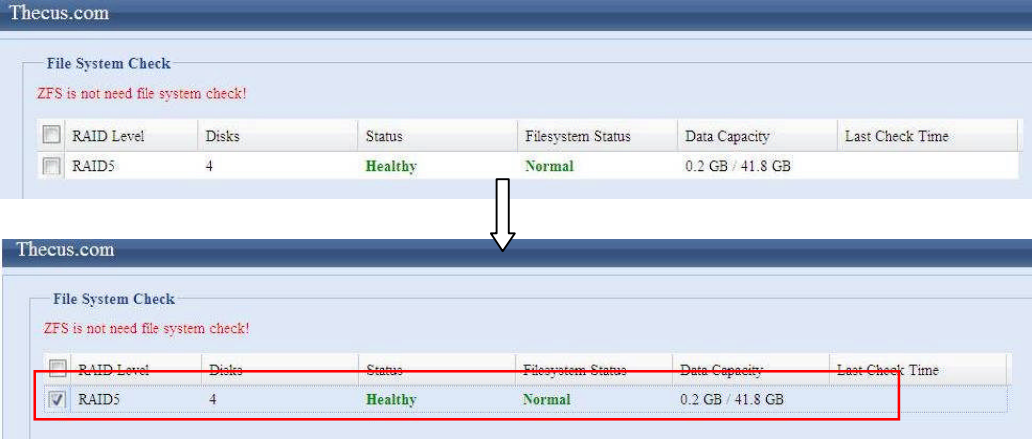 Thecus.com
File System Check
ZFS is not need file system check!
RAID Level Disks Status Filesystem Status Data Capacity Last Check Time
RAID5 4 Healthy Normal 0.2 GB / 41.8 GB
Thecus.com
File System Check
ZFS is not need file system check!
RAID Level Disks Status Filesystem Status Data Capacity Last Check Time
RAID5 4 Healthy Normal 0.2 GB / 41.8 GB